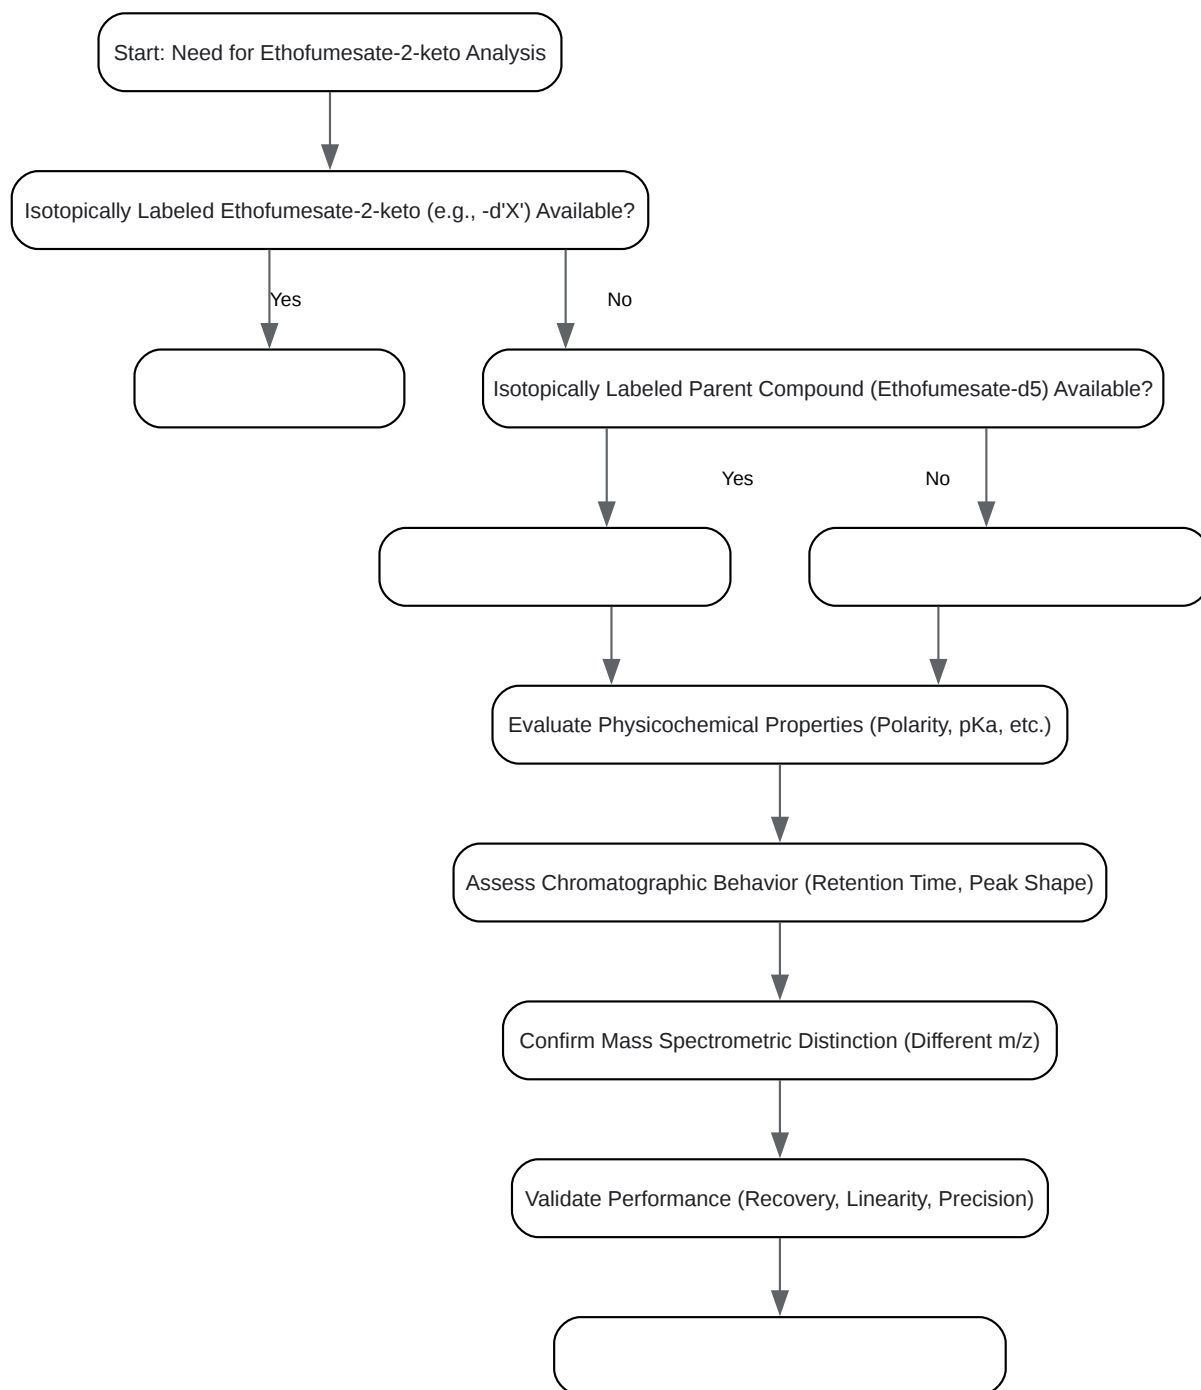 Start: Need for Ethofumesate-2-keto Analysis
Isotopically Labeled Ethofumesate-2-keto (e.g., -d'X') Available?
Yes
No
Isotopically Labeled Parent Compound (Ethofumesate-d5) Available?
Yes
No
Evaluate Physicochemical Properties (Polarity, pKa, etc.)
Assess Chromatographic Behavior (Retention Time, Peak Shape)
Confirm Mass Spectrometric Distinction (Different m/z)
Validate Performance (Recovery, Linearity, Precision)